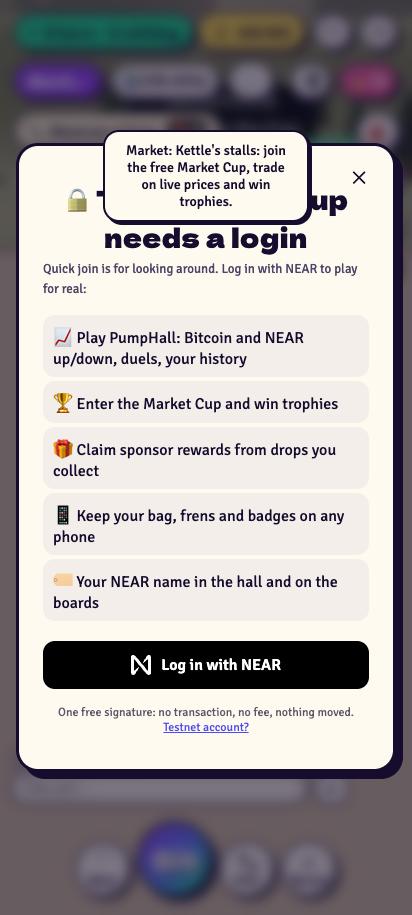 Market: Kettle's stalls: join
the free Market Cup, trade
on live prices and win
trophies.
up
needs a login
Quick join is for looking around. Log in with NEAR to play
for real:
📈 Play PumpHall: Bitcoin and NEAR
up/down, duels, your history
🏆 Enter the Market Cup and win trophies
🎁 Claim sponsor rewards from drops you
collect
📱 Keep your bag, frens and badges on any
phone
🏷️ Your NEAR name in the hall and on the
boards
Log in with NEAR
One free signature: no transaction, no fee, nothing moved.
Testnet account?